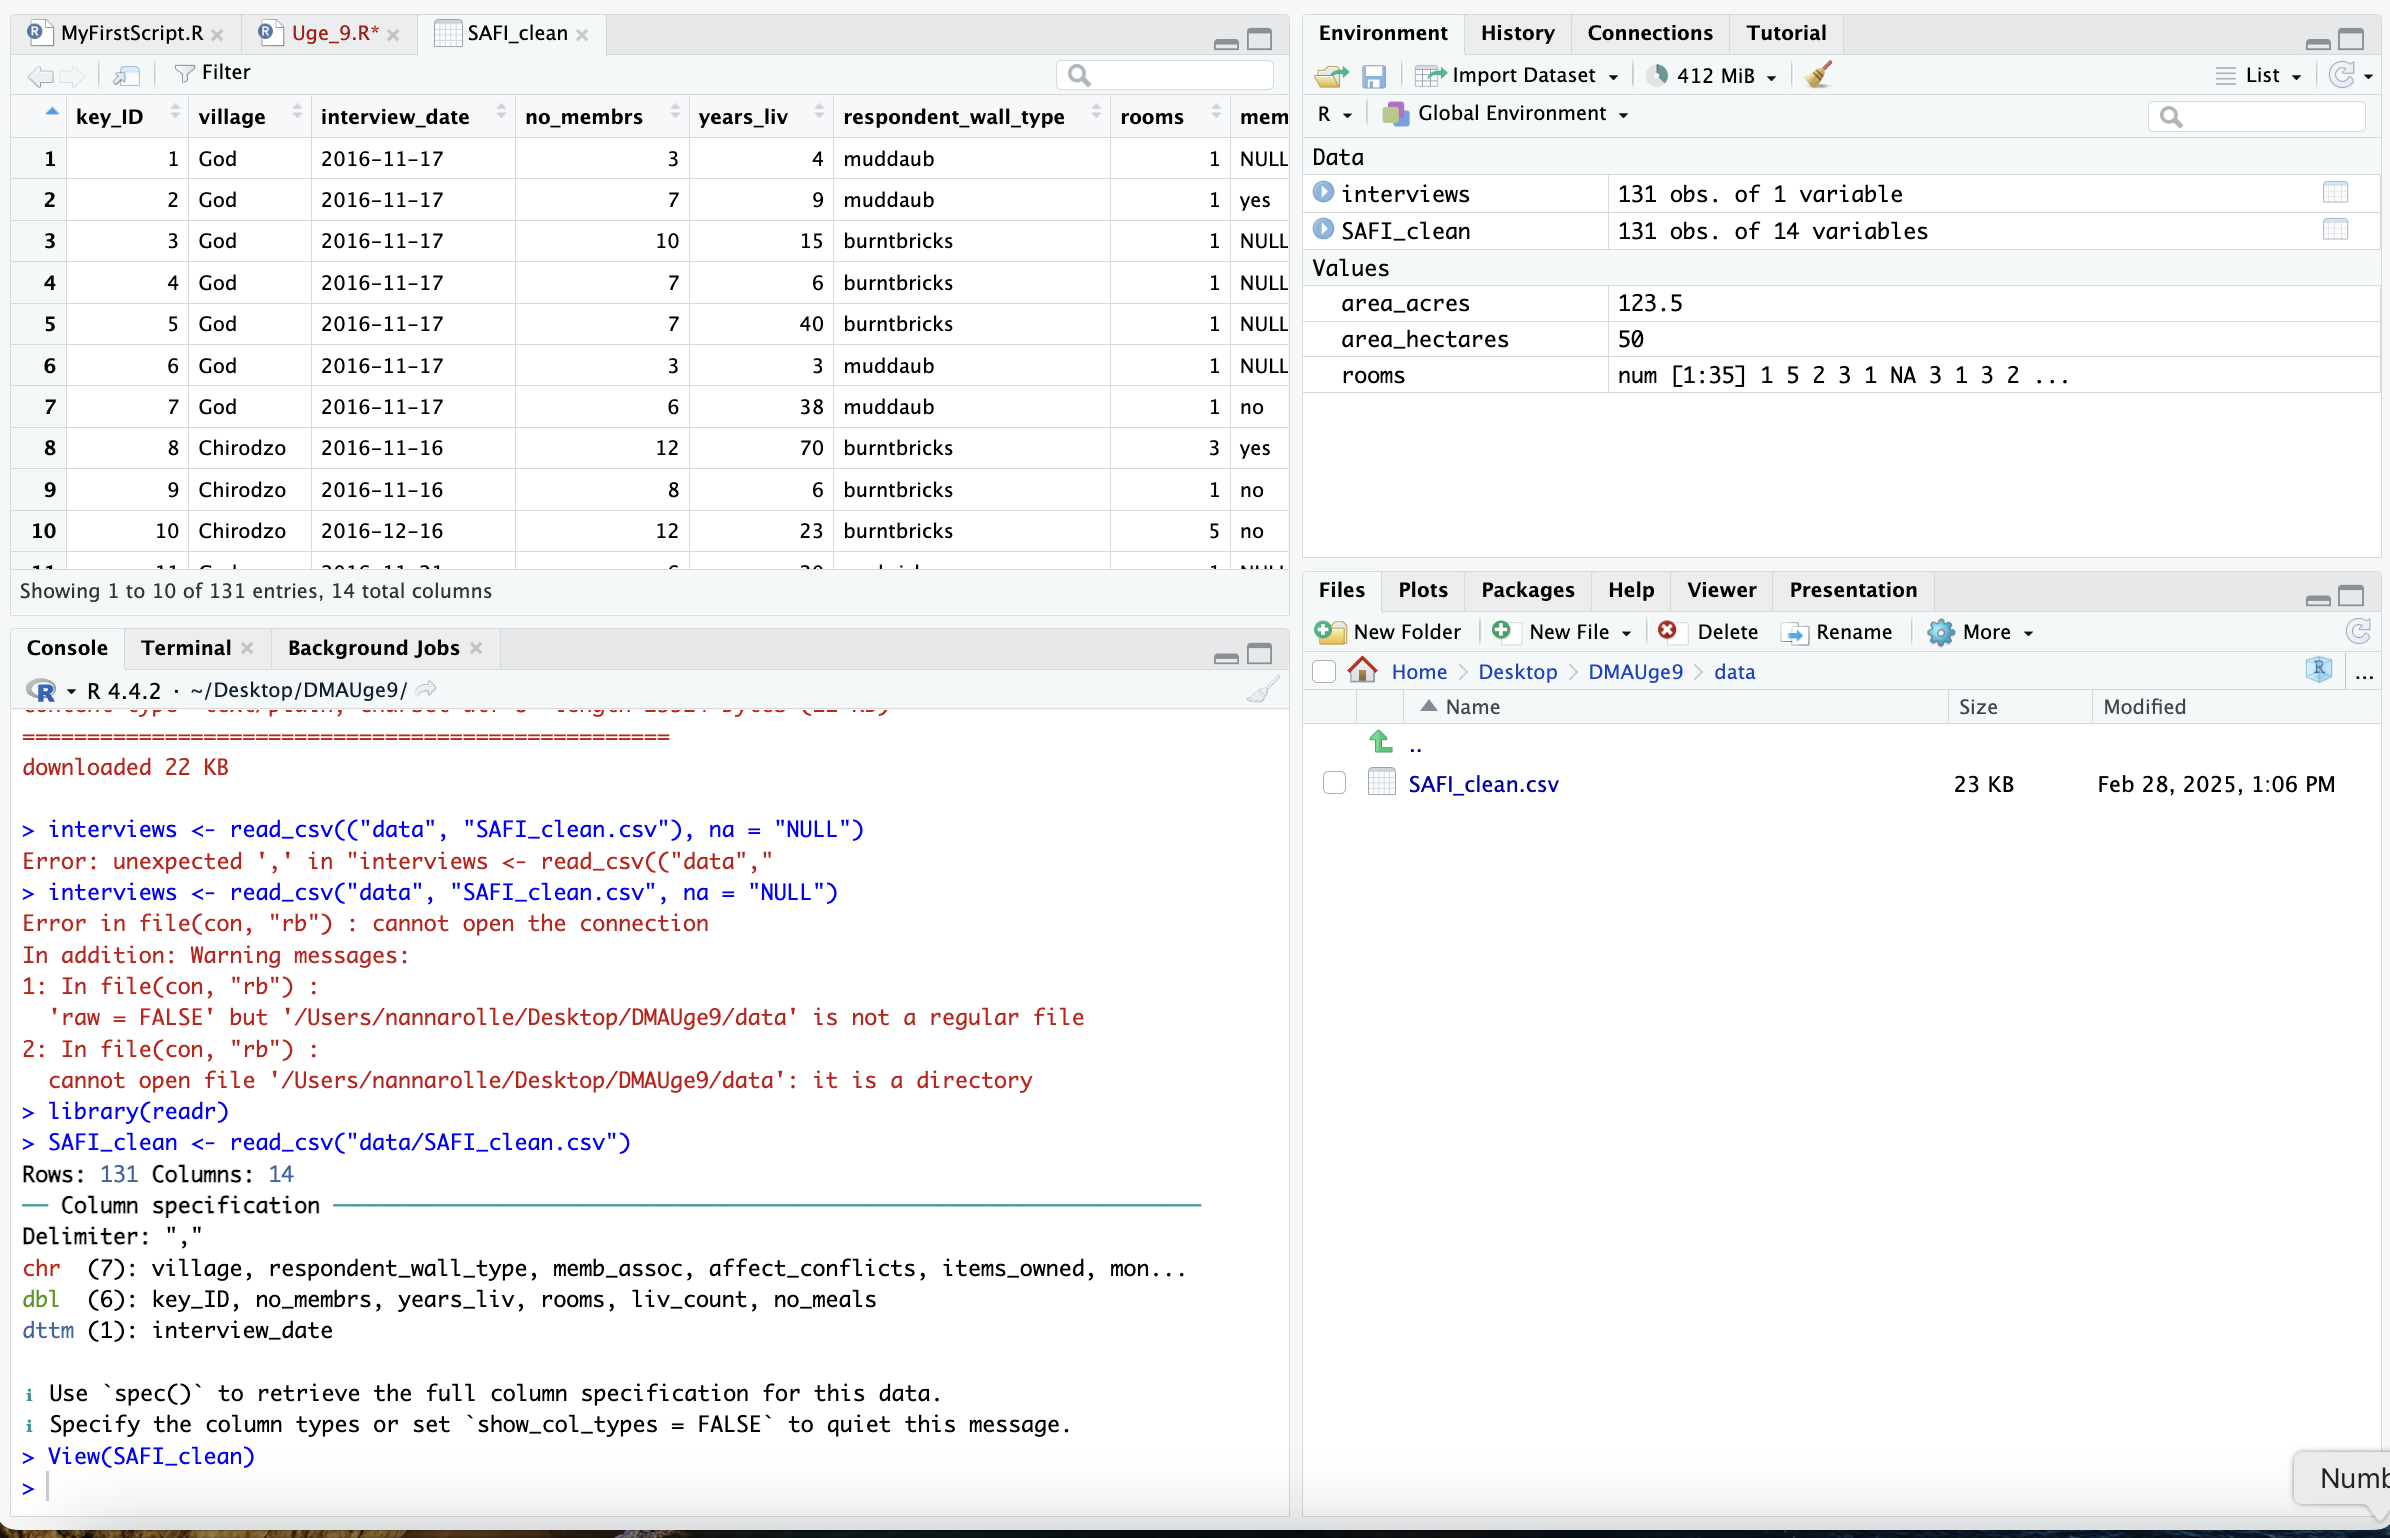 MyFirstScript.R
Uge_9.R*
SAFI_clean
Filter
key_ID village interview_date no_membrs years_liv respondent_wall_type rooms mem
1 1 God 2016-11-17 3 4 muddaub 1 NULL
2 2 God 2016-11-17 7 9 muddaub 1 yes
3 3 God 2016-11-17 10 15 burntbricks 1 NULL
4 4 God 2016-11-17 7 6 burntbricks 1 NULL
5 5 God 2016-11-17 7 40 burntbricks 1 NULL
6 6 God 2016-11-17 3 3 muddaub 1 NULL
7 7 God 2016-11-17 6 38 muddaub 1 no
8 8 Chirodzo 2016-11-16 12 70 burntbricks 3 yes
9 9 Chirodzo 2016-11-16 8 6 burntbricks 1 no
10 10 Chirodzo 2016-12-16 12 23 burntbricks 5 no
Showing 1 to 10 of 131 entries, 14 total columns
Console Terminal Background Jobs
R 4.4.2 · ~/Desktop/DMAUge9/
==================================================
downloaded 22 KB
> interviews <- read_csv(("data", "SAFI_clean.csv"), na = "NULL")
Error: unexpected ',' in "interviews <- read_csv(("data","
> interviews <- read_csv("data", "SAFI_clean.csv", na = "NULL")
Error in file(con, "rb") : cannot open the connection
In addition: Warning messages:
1: In file(con, "rb") :
'raw = FALSE' but '/Users/nannarolle/Desktop/DMAUge9/data' is not a regular file
2: In file(con, "rb") :
cannot open file '/Users/nannarolle/Desktop/DMAUge9/data': it is a directory
> library(readr)
> SAFI_clean <- read_csv("data/SAFI_clean.csv")
Rows: 131 Columns: 14
── Column specification ──────────────────────────────
Delimiter: ","
chr (7): village, respondent_wall_type, memb_assoc, affect_conflicts, items_owned, mon...
dbl (6): key_ID, no_membrs, years_liv, rooms, liv_count, no_meals
dttm (1): interview_date
ℹ Use `spec()` to retrieve the full column specification for this data.
ℹ Specify the column types or set `show_col_types = FALSE` to quiet this message.
> View(SAFI_clean)
>
Environment History Connections Tutorial
Import Dataset 412 MiB List
R Global Environment
Data
interviews 131 obs. of 1 variable
SAFI_clean 131 obs. of 14 variables
Values
area_acres 123.5
area_hectares 50
rooms num [1:35] 1 5 2 3 1 NA 3 1 3 2 ...
Files Plots Packages Help Viewer Presentation
New Folder New File Delete Rename More
Home Desktop DMAUge9 data ...
Name Size Modified
..
SAFI_clean.csv 23 KB Feb 28, 2025, 1:06 PM
Numb